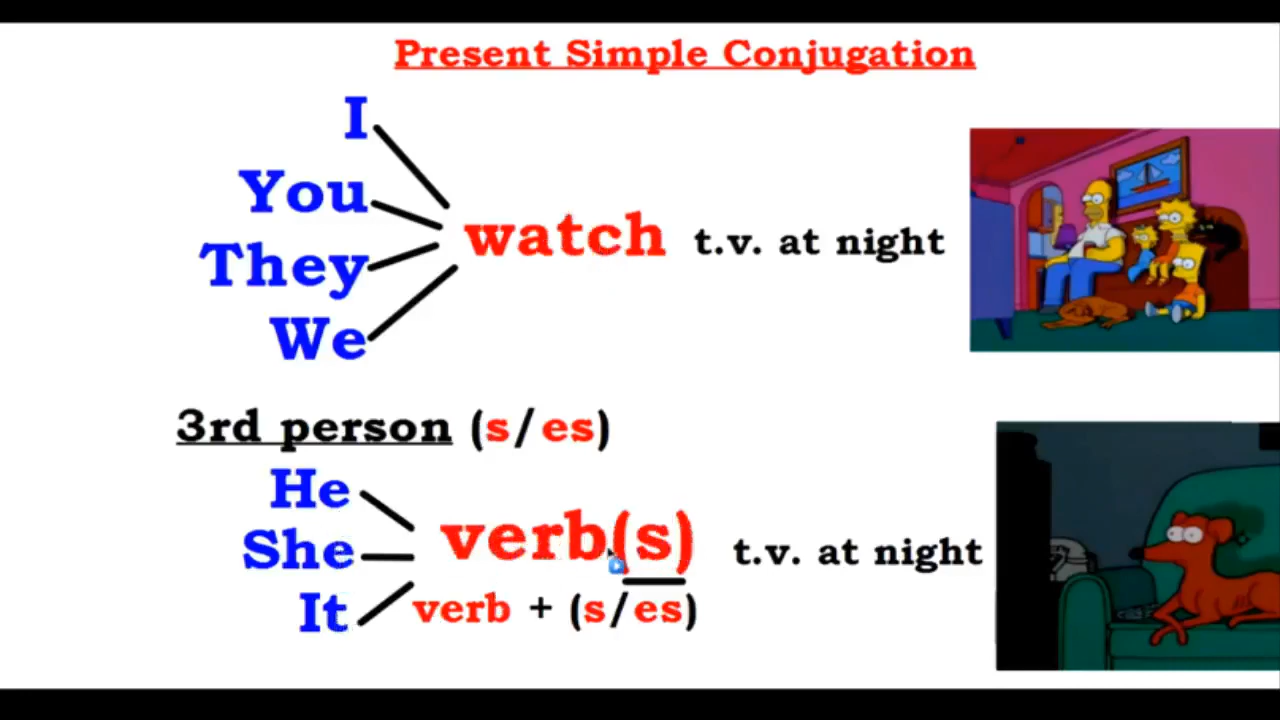 Present Simple Conjugation
I
You
They
We
watch t.v. at night
3rd person (s/es)
He
She
It
verb(s) t.v. at night
verb + (s/es)